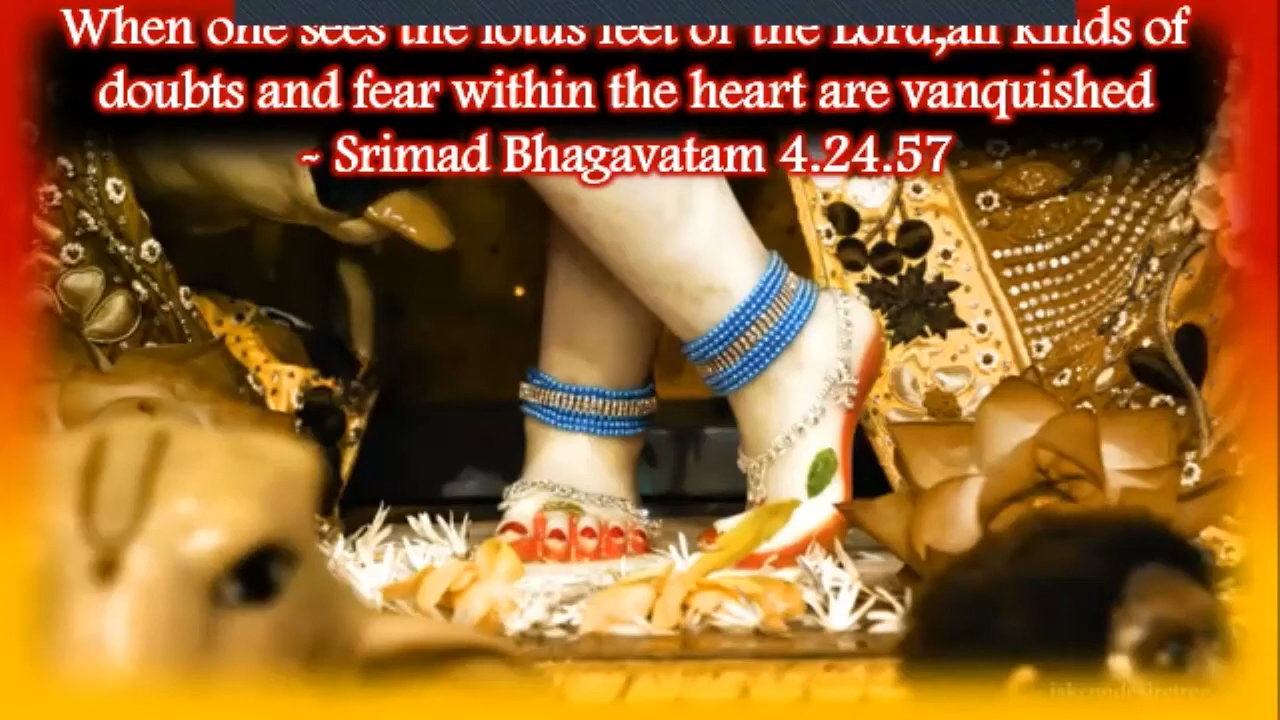 When one sees the lotus feet of the Lord,all kinds of
doubts and fear within the heart are vanquished
~ Srimad Bhagavatam 4.24.57
iskcondesiretree